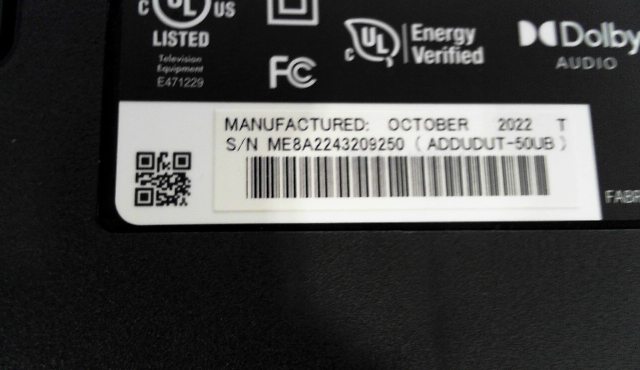 C UL US
LISTED
Television
Equipment
E471229
FC
C UL
Energy
Verified
Dolby
AUDIO
MANUFACTURED: OCTOBER 2022 T
S/N ME8A2243209250 ( ADDUDUT-50UB )
FABR